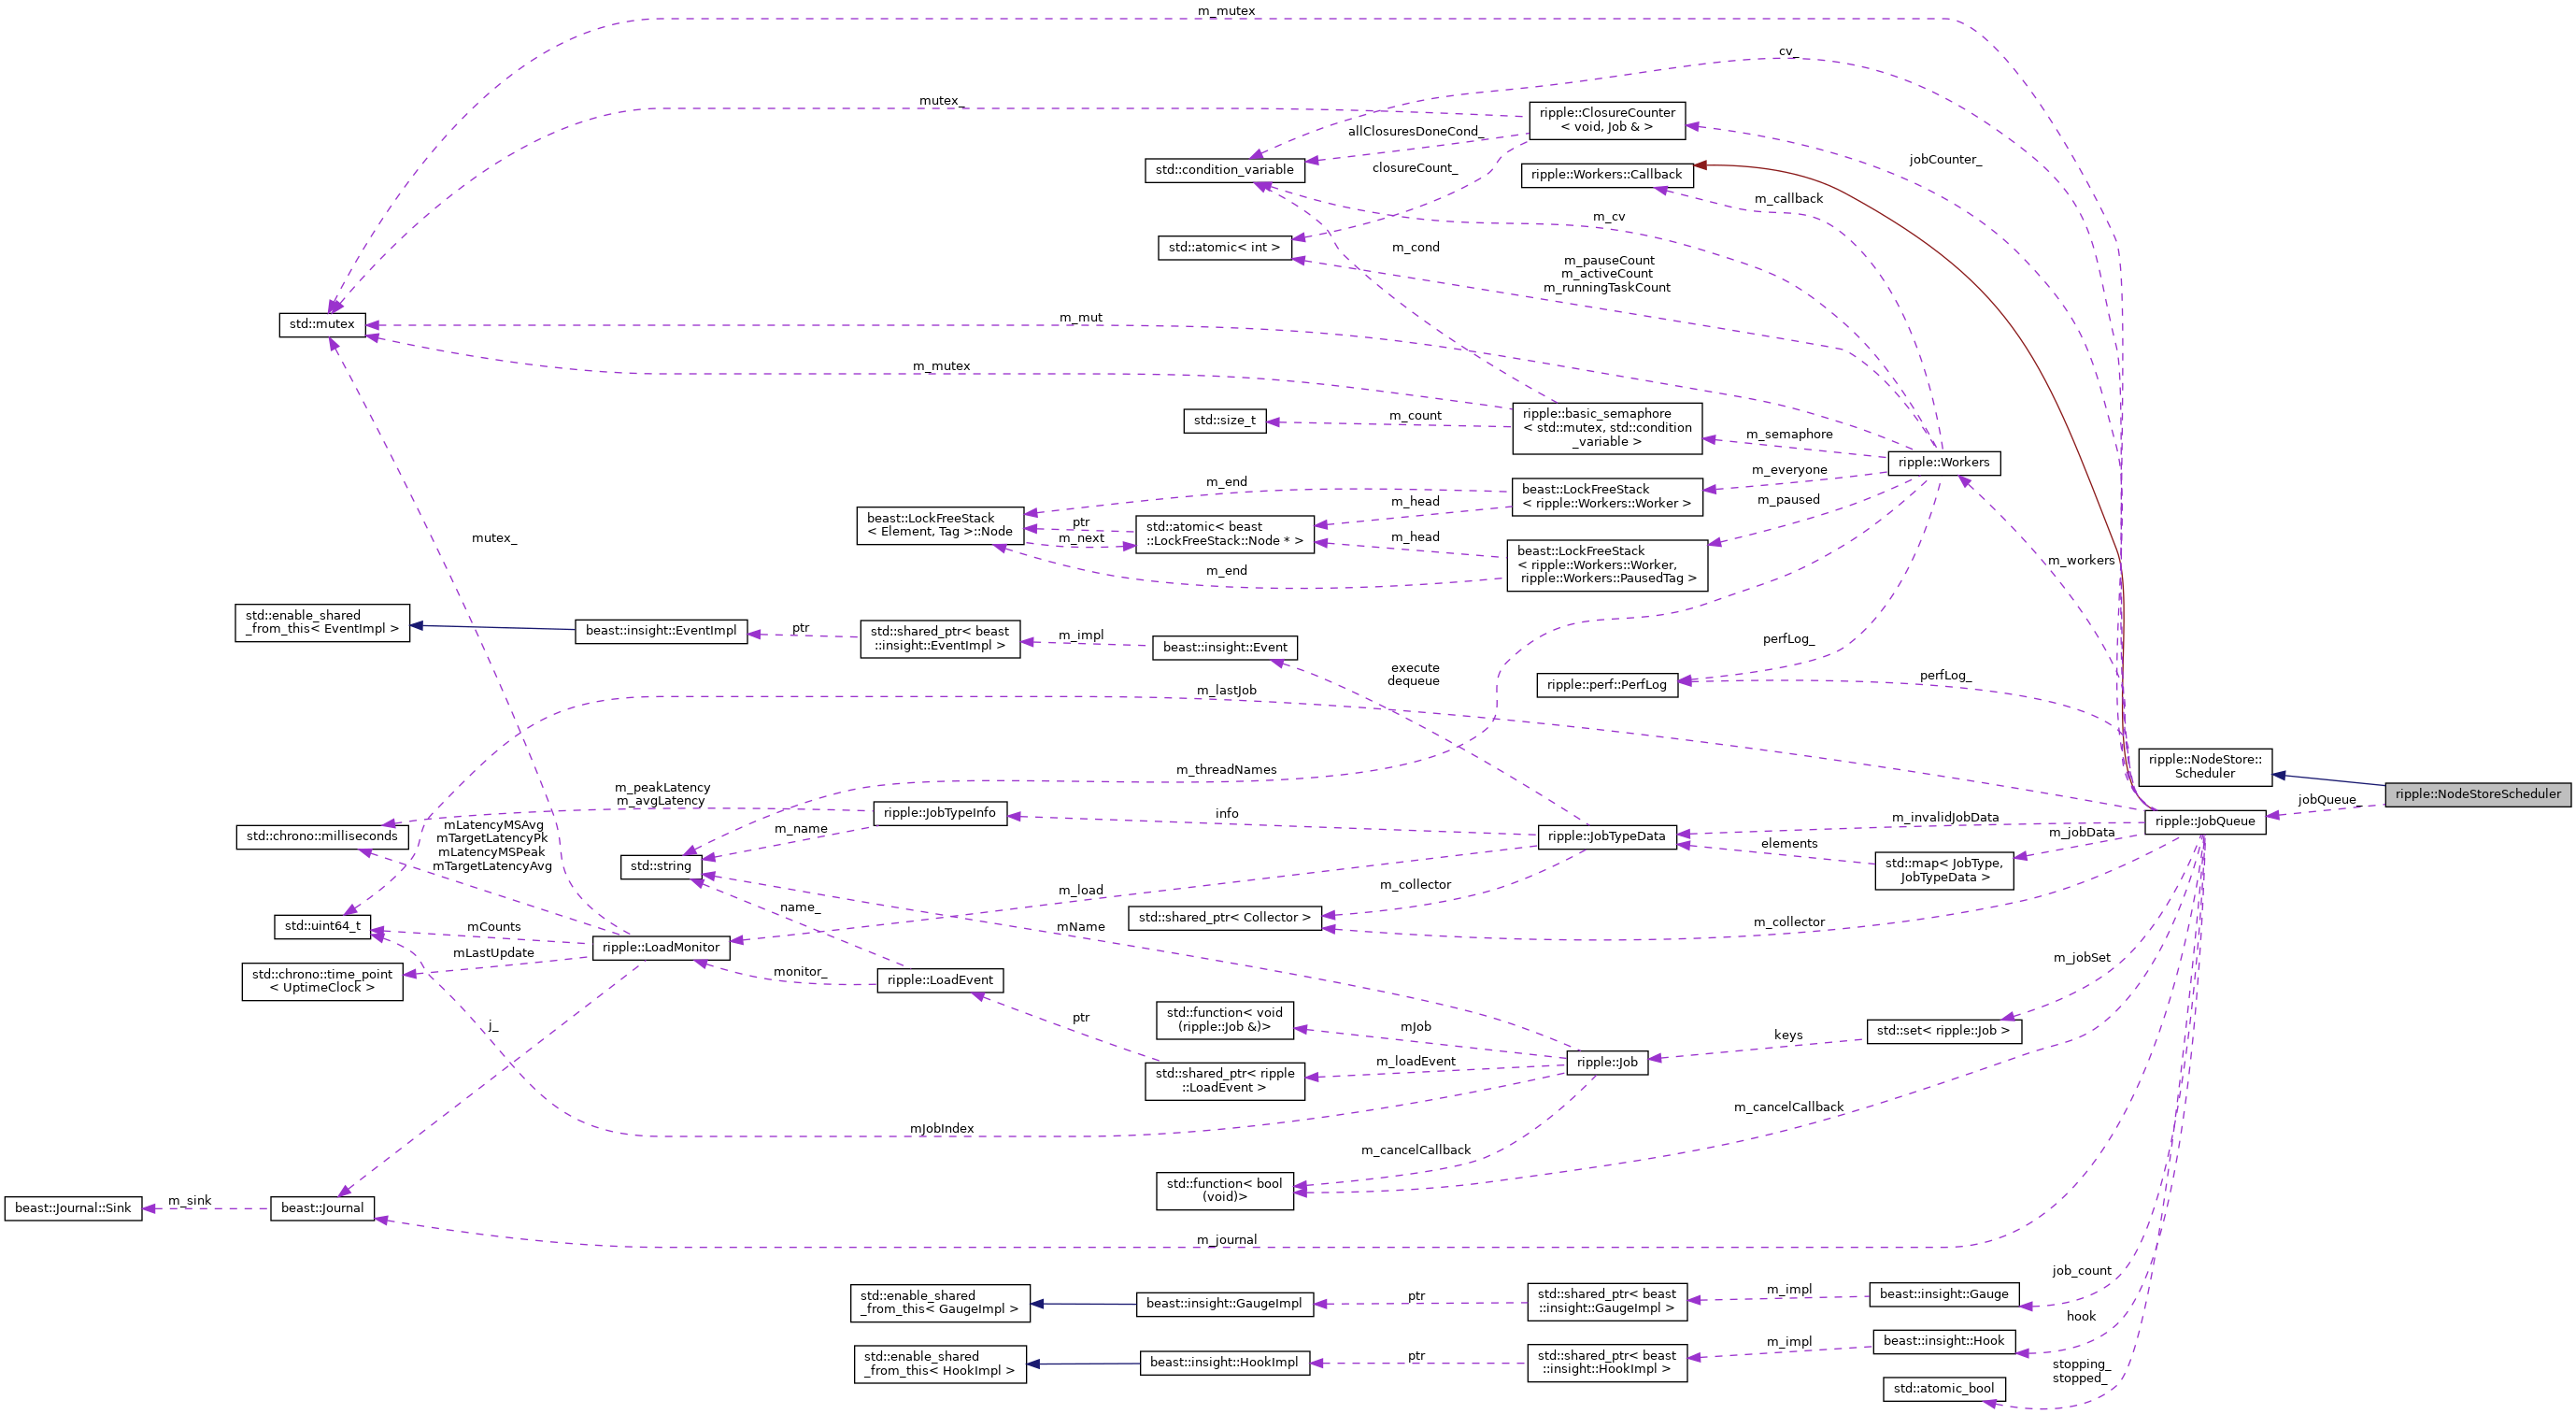 m_mutex
cv_
mutex_
ripple::ClosureCounter
< void, Job & >
allClosuresDoneCond_
jobCounter_
std::condition_variable
closureCount_
ripple::Workers::Callback
m_callback
m_cv
std::atomic< int >
m_cond
m_pauseCount
m_activeCount
m_runningTaskCount
std::mutex
m_mut
m_mutex
std::size_t
m_count
ripple::basic_semaphore
< std::mutex, std::condition
_variable >
m_semaphore
ripple::Workers
m_everyone
m_end
beast::LockFreeStack
< ripple::Workers::Worker >
m_head
m_paused
beast::LockFreeStack
< Element, Tag >::Node
ptr
m_next
std::atomic< beast
::LockFreeStack::Node * >
m_head
mutex_
beast::LockFreeStack
< ripple::Workers::Worker,
ripple::Workers::PausedTag >
m_end
m_workers
std::enable_shared
_from_this< EventImpl >
beast::insight::EventImpl
ptr
std::shared_ptr< beast
::insight::EventImpl >
m_impl
beast::insight::Event
perfLog_
execute
dequeue
ripple::perf::PerfLog
perfLog_
m_lastJob
ripple::NodeStore::
Scheduler
m_threadNames
m_peakLatency
m_avgLatency
ripple::NodeStoreScheduler
jobQueue_
ripple::JobTypeInfo
info
m_invalidJobData
ripple::JobQueue
std::chrono::milliseconds
mLatencyMSAvg
mTargetLatencyPk
mLatencyMSPeak
mTargetLatencyAvg
m_name
ripple::JobTypeData
m_jobData
elements
std::map< JobType,
JobTypeData >
std::string
m_load
m_collector
name_
std::shared_ptr< Collector >
m_collector
std::uint64_t
mCounts
mName
ripple::LoadMonitor
mLastUpdate
m_jobSet
std::chrono::time_point
< UptimeClock >
monitor_
ripple::LoadEvent
ptr
j_
std::function< void
(ripple::Job &)>
mJob
keys
std::set< ripple::Job >
ripple::Job
m_loadEvent
std::shared_ptr< ripple
::LoadEvent >
m_cancelCallback
mJobIndex
m_cancelCallback
std::function< bool
(void)>
beast::Journal::Sink
m_sink
beast::Journal
m_journal
job_count
std::enable_shared
_from_this< GaugeImpl >
beast::insight::GaugeImpl
ptr
std::shared_ptr< beast
::insight::GaugeImpl >
m_impl
beast::insight::Gauge
hook
std::enable_shared
_from_this< HookImpl >
beast::insight::HookImpl
ptr
std::shared_ptr< beast
::insight::HookImpl >
m_impl
beast::insight::Hook
stopping_
stopped_
std::atomic_bool